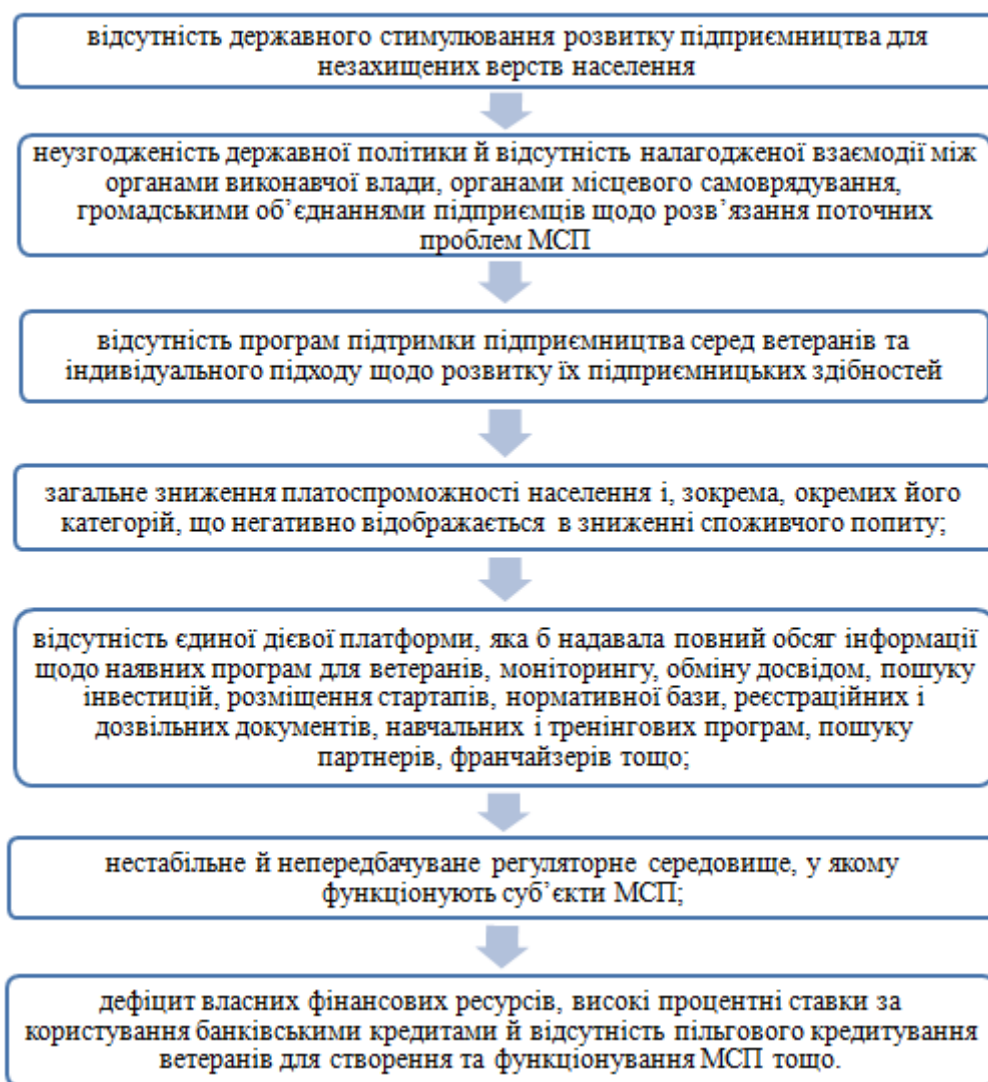 відсутність державного стимулювання розвитку підприємництва для
незахищених верств населення
неузгодженість державної політики й відсутність налагодженої взаємодії між
органами виконавчої влади, органами місцевого самоврядування,
громадськими об’єднаннями підприємців щодо розв’язання поточних
проблем МСП
відсутність програм підтримки підприємництва серед ветеранів та
індивідуального підходу щодо розвитку їх підприємницьких здібностей
загальне зниження платоспроможності населення і, зокрема, окремих його
категорій, що негативно відображається в зниженні споживчого попиту;
відсутність єдиної дієвої платформи, яка б надавала повний обсяг інформації
щодо наявних програм для ветеранів, моніторингу, обміну досвідом, пошуку
інвестицій, розміщення стартапів, нормативної бази, реєстраційних і
дозвільних документів, навчальних і тренінгових програм, пошуку
партнерів, франчайзерів тощо;
нестабільне й непередбачуване регуляторне середовище, у якому
функціонують суб’єкти МСП;
дефіцит власних фінансових ресурсів, високі процентні ставки за
користування банківськими кредитами й відсутність пільгового кредитування
ветеранів для створення та функціонування МСП тощо.